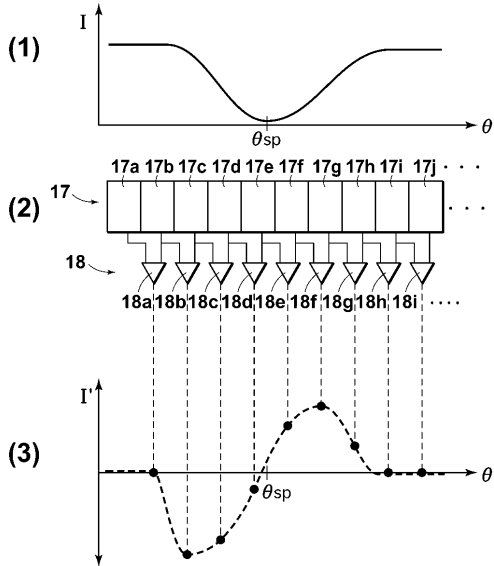 I
(1)
θ
θsp
17a 17b 17c 17d 17e 17f 17g 17h 17i 17j . . .
17
(2)
. . .
18
18a 18b 18c 18d 18e 18f 18g 18h 18i . . . .
I'
(3)
θ
θsp